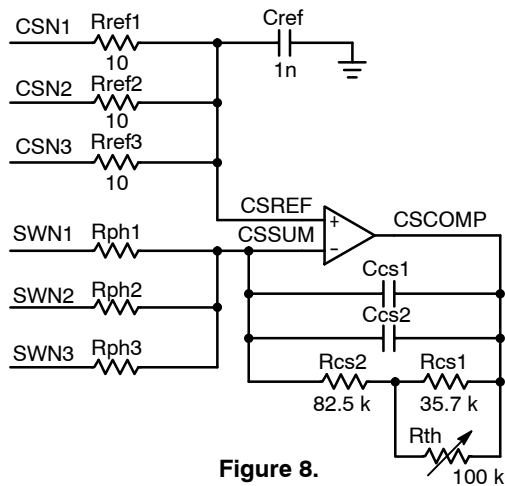 CSN1 Rref1 Cref
10 1n
CSN2 Rref2
10
CSN3 Rref3
10
CSREF
+
CSCOMP
SWN1 Rph1 CSSUM
−
Ccs1
SWN2 Rph2
Ccs2
SWN3 Rph3
Rcs2 Rcs1
82.5 k 35.7 k
Rth
100 k
Figure 8.